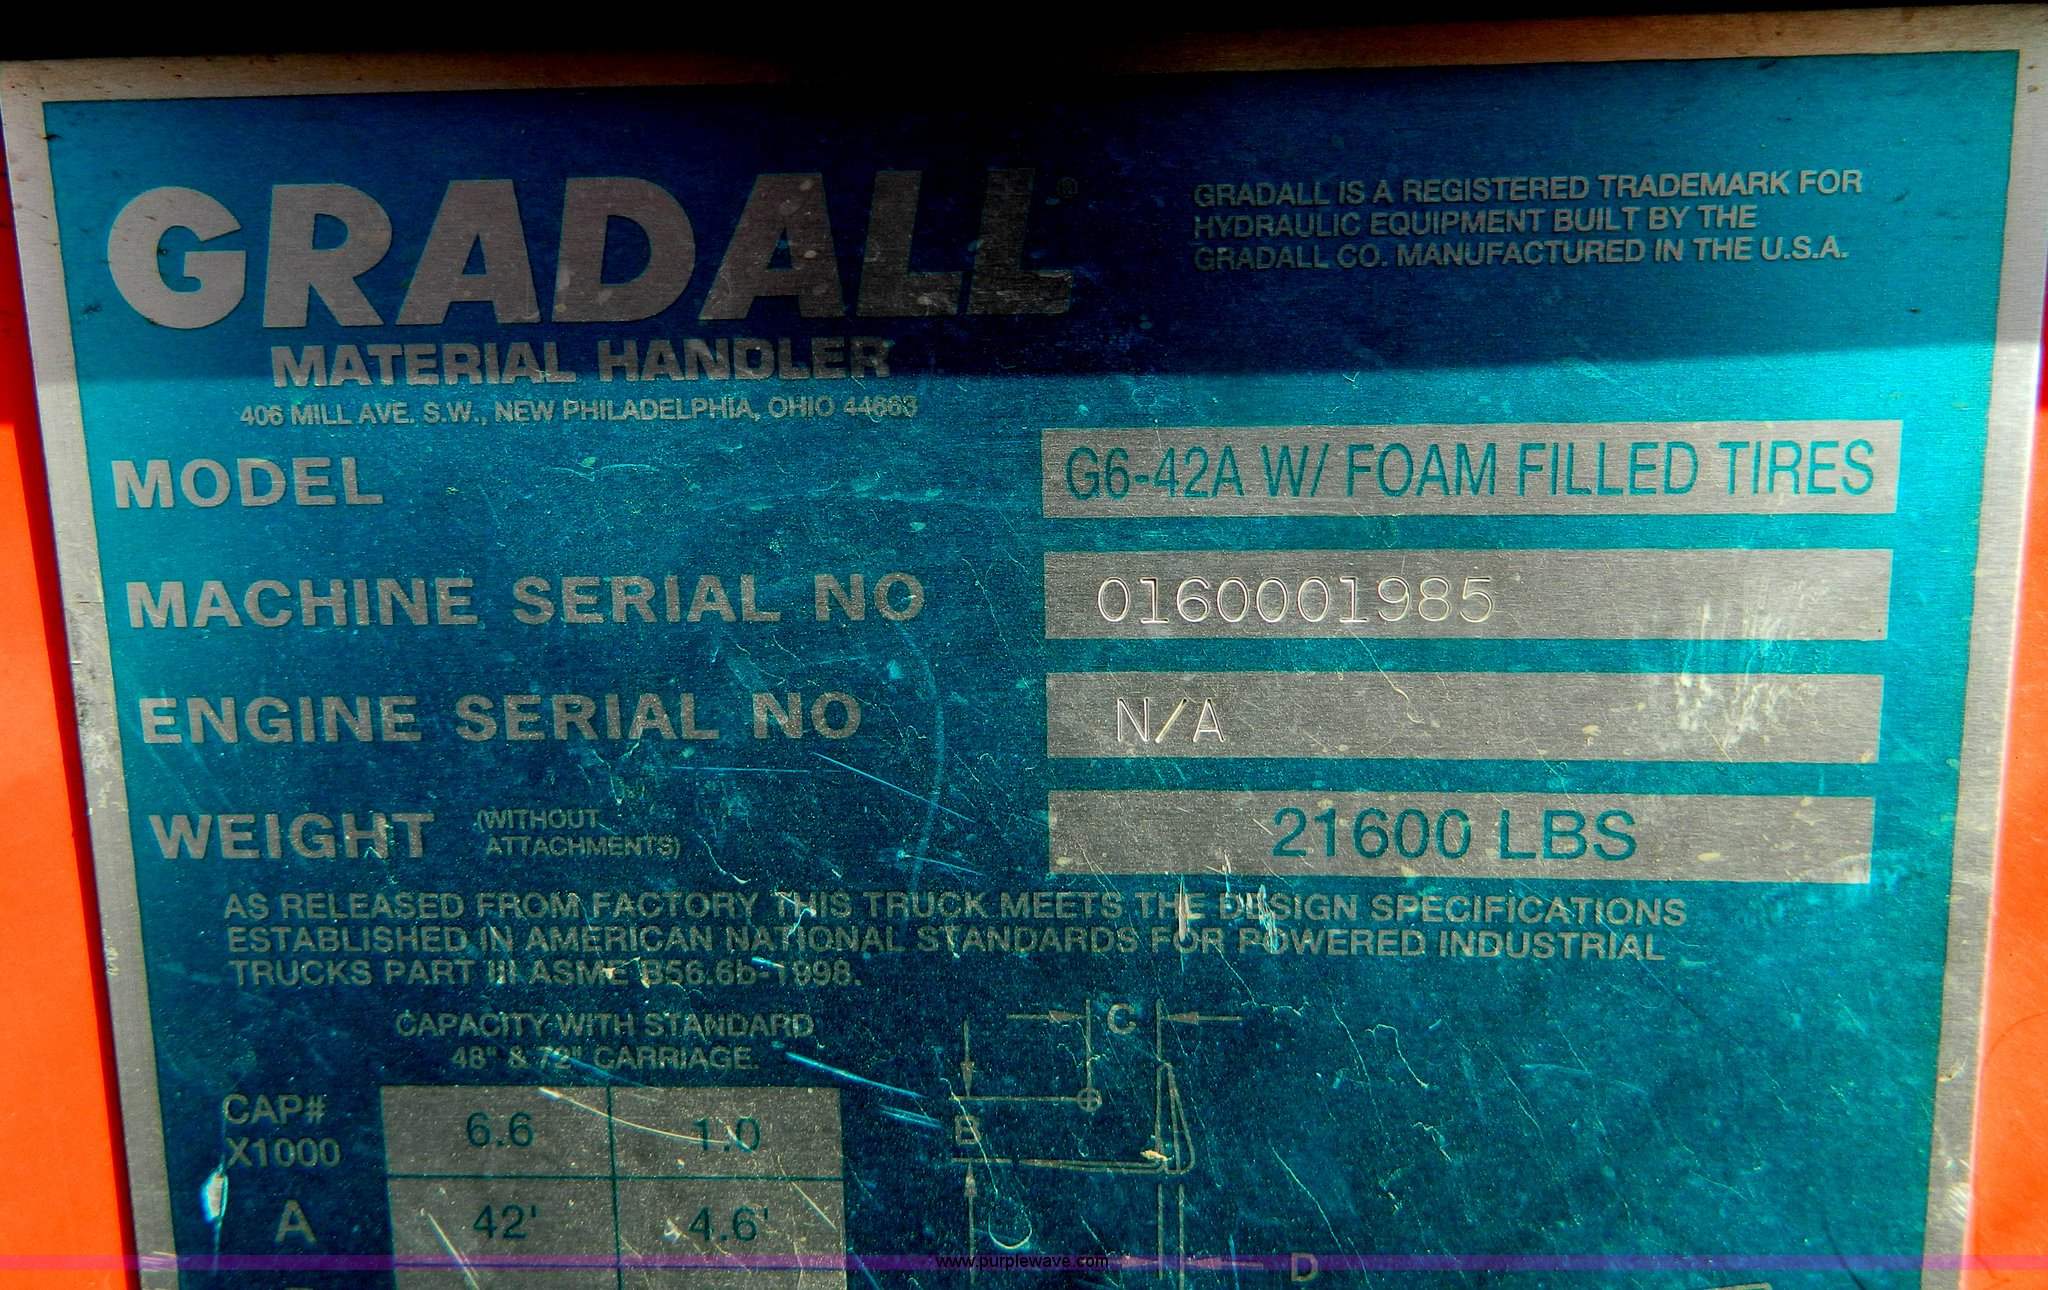 GRADALL®
MATERIAL HANDLER
406 MILL AVE. S.W., NEW PHILADELPHIA, OHIO 44663
GRADALL IS A REGISTERED TRADEMARK FOR
HYDRAULIC EQUIPMENT BUILT BY THE
GRADALL CO. MANUFACTURED IN THE U.S.A.
MODEL G6-42A W/ FOAM FILLED TIRES
MACHINE SERIAL NO 0160001985
ENGINE SERIAL NO N/A
WEIGHT (WITHOUT ATTACHMENTS) 21600 LBS
AS RELEASED FROM FACTORY THIS TRUCK MEETS THE DESIGN SPECIFICATIONS
ESTABLISHED IN AMERICAN NATIONAL STANDARDS FOR POWERED INDUSTRIAL
TRUCKS PART III ASME B56.6b-1998.
CAPACITY WITH STANDARD
48" & 72" CARRIAGE.
CAP# X1000 6.6 1.0
A 42' 4.6'
C
B
D
www.purplewave.com